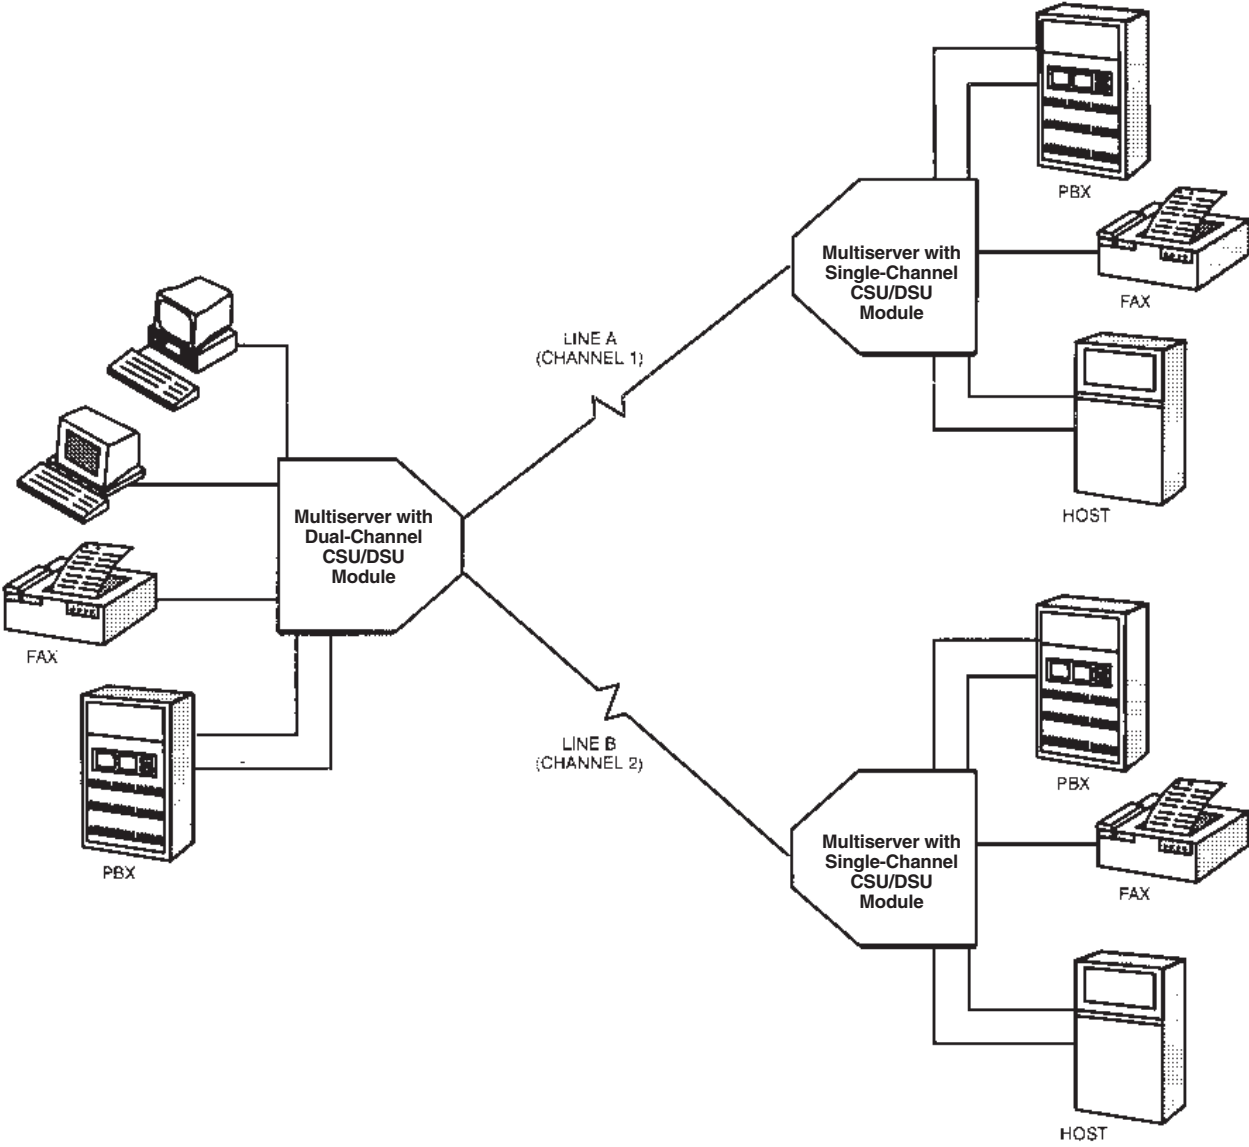 PBX
Multiserver with
Single-Channel
CSU/DSU
Module
FAX
HOST
LINE A
(CHANNEL 1)
Multiserver with
Dual-Channel
CSU/DSU
Module
FAX
PBX
LINE B
(CHANNEL 2)
PBX
Multiserver with
Single-Channel
CSU/DSU
Module
FAX
HOST